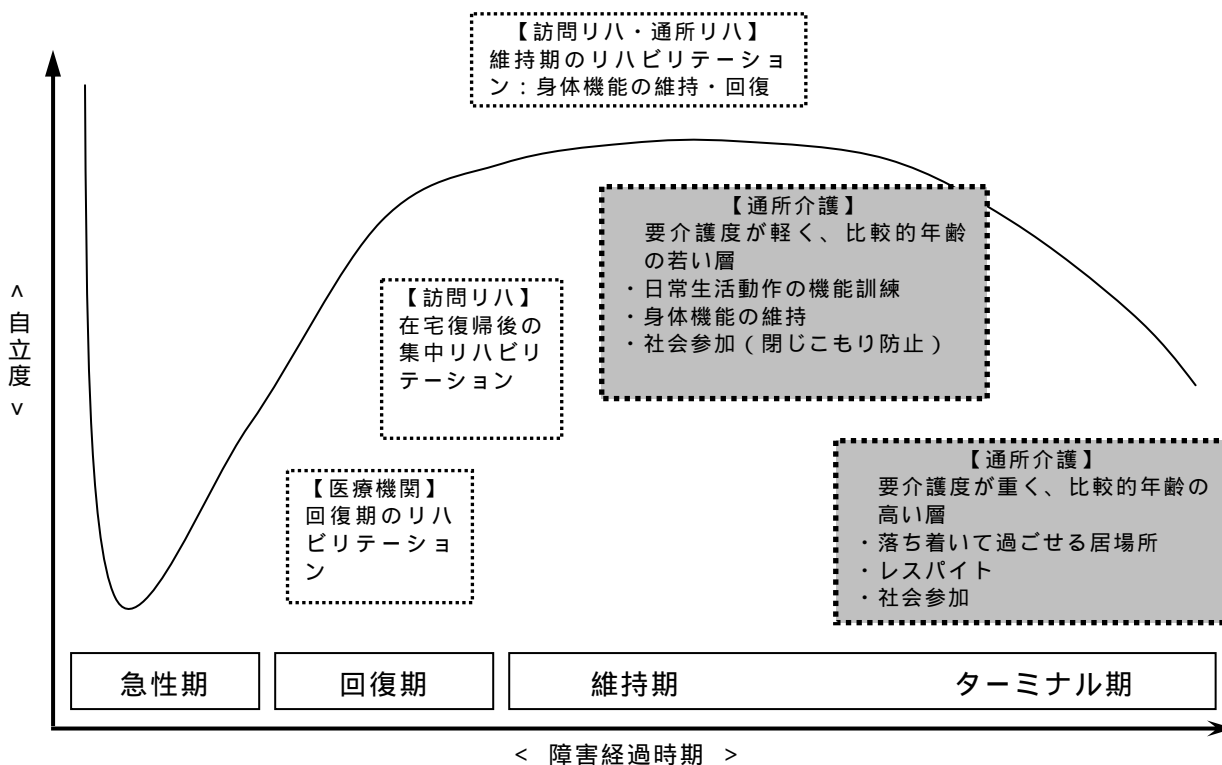 【訪問リハ・通所リハ】
維持期のリハビリテーショ
ン：身体機能の維持・回復
【通所介護】
要介護度が軽く、比較的年齢
の若い層
・日常生活動作の機能訓練
・身体機能の維持
・社会参加（閉じこもり防止）
【訪問リハ】
在宅復帰後の
集中リハビリ
テーション
<自立度>
【通所介護】
要介護度が重く、比較的年齢の
高い層
・落ち着いて過ごせる居場所
・レスパイト
・社会参加
【医療機関】
回復期のリハ
ビリテーショ
ン
急性期
回復期
維持期
ターミナル期
< 障害経過時期 >